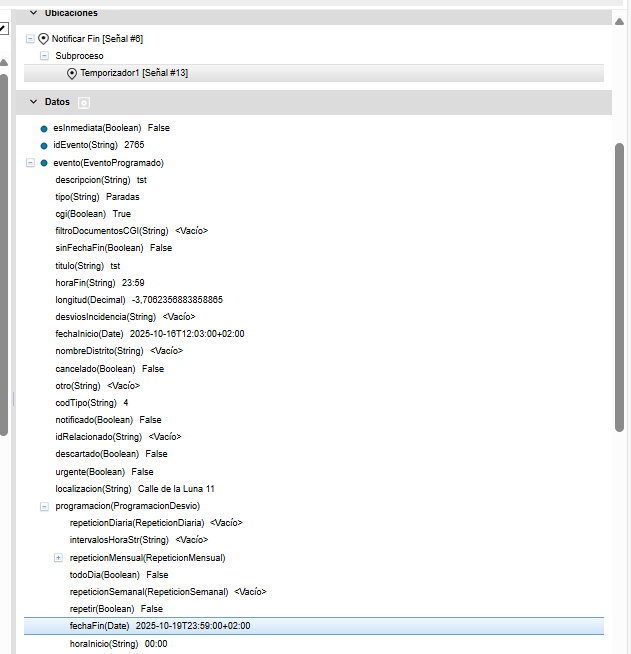 Ubicaciones
Notificar Fin [Señal #6]
Subproceso
Temporizador1 [Señal #13]
Datos
esInmediata(Boolean) False
idEvento(String) 2765
evento(EventoProgramado)
descripcion(String) tst
tipo(String) Paradas
cgi(Boolean) True
filtroDocumentosCGI(String) <Vacío>
sinFechaFin(Boolean) False
titulo(String) tst
horaFin(String) 23:59
longitud(Decimal) -3,7062356883858865
desviosIncidencia(String) <Vacío>
fechaInicio(Date) 2025-10-16T12:03:00+02:00
nombreDistrito(String) <Vacío>
cancelado(Boolean) False
otro(String) <Vacío>
codTipo(String) 4
notificado(Boolean) False
idRelacionado(String) <Vacío>
descartado(Boolean) False
urgente(Boolean) False
localizacion(String) Calle de la Luna 11
programacion(ProgramacionDesvio)
repeticionDiaria(RepeticionDiaria) <Vacío>
intervalosHoraStr(String) <Vacío>
repeticionMensual(RepeticionMensual)
todoDia(Boolean) False
repeticionSemanal(RepeticionSemanal) <Vacío>
repetir(Boolean) False
fechaFin(Date) 2025-10-19T23:59:00+02:00
horaInicio(String) 00:00